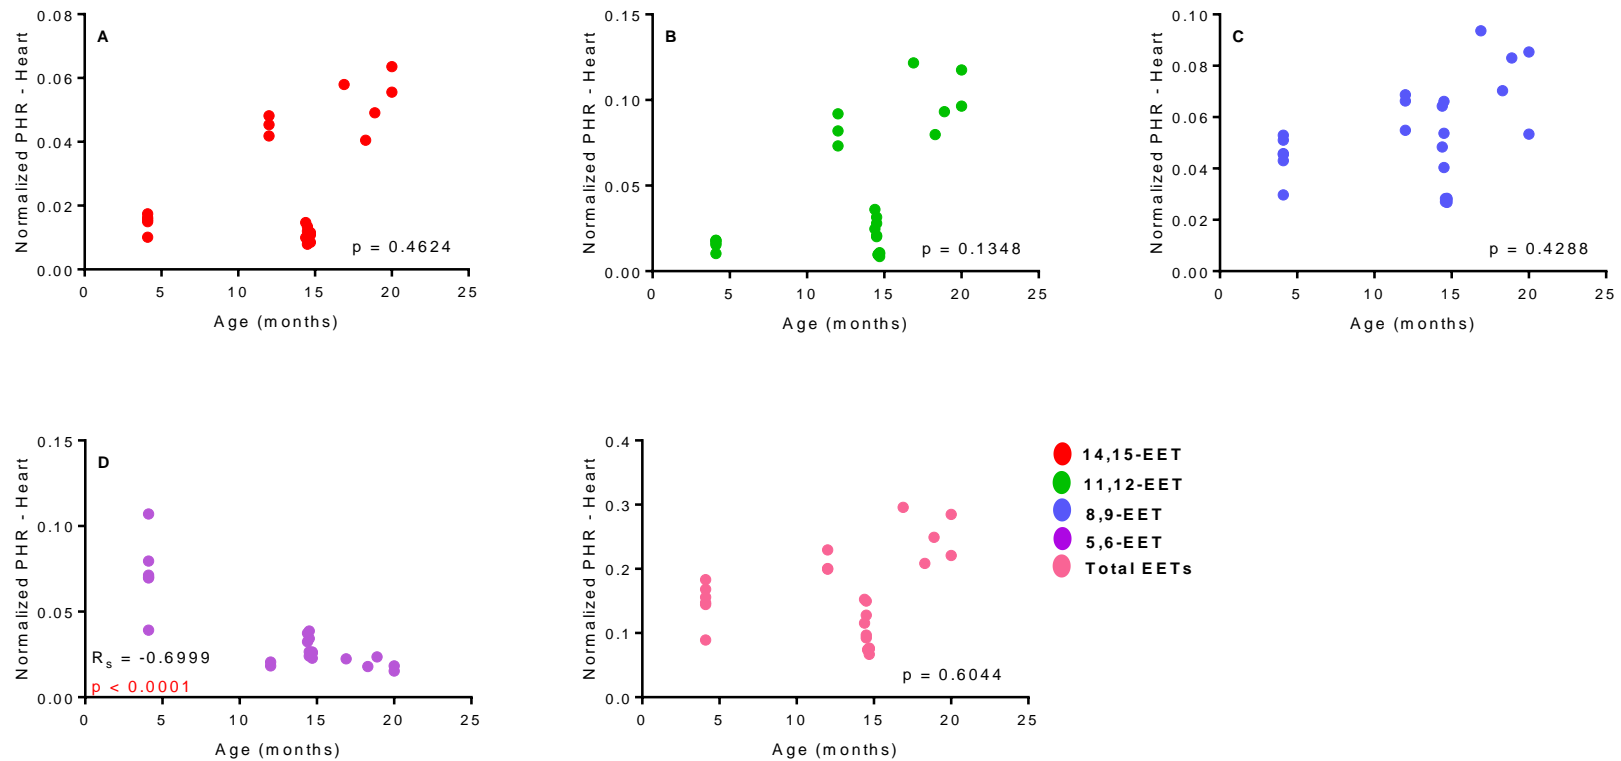 A
Normalized PHR - Heart
0.08
0.06
0.04
0.02
0.00
p = 0.4624
0 5 10 15 20 25
Age (months)
B
Normalized PHR - Heart
0.15
0.10
0.05
0.00
p = 0.1348
0 5 10 15 20 25
Age (months)
C
Normalized PHR - Heart
0.10
0.08
0.06
0.04
0.02
0.00
p = 0.4288
0 5 10 15 20 25
Age (months)
D
Normalized PHR - Heart
0.15
0.10
0.05
0.00
Rs = -0.6999
p < 0.0001
0 5 10 15 20 25
Age (months)
Normalized PHR - Heart
0.4
0.3
0.2
0.1
0.0
p = 0.6044
0 5 10 15 20 25
Age (months)
14,15-EET
11,12-EET
8,9-EET
5,6-EET
Total EETs